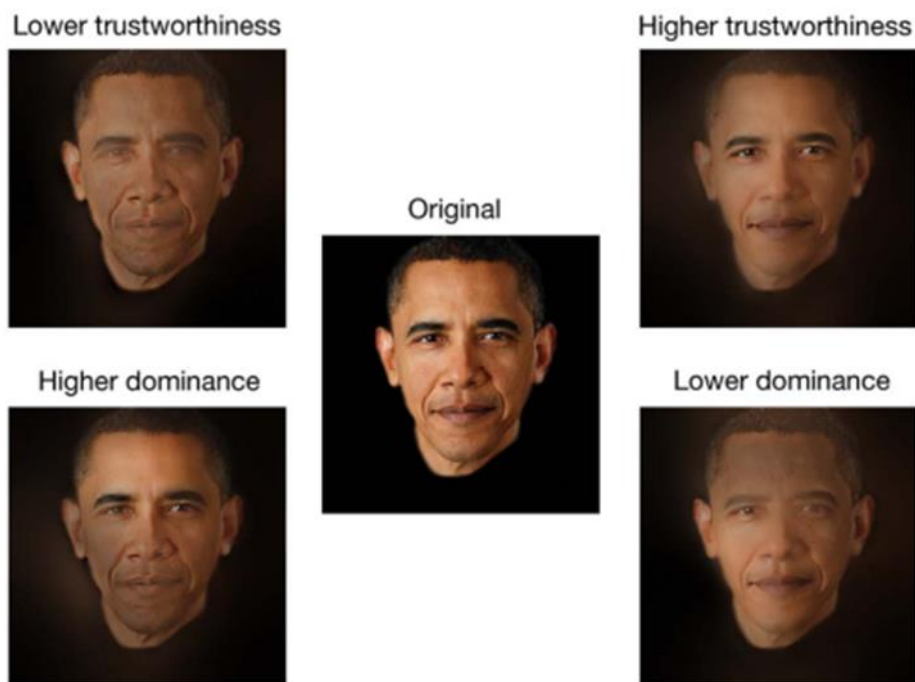 Lower trustworthiness
Higher trustworthiness
Original
Higher dominance
Lower dominance